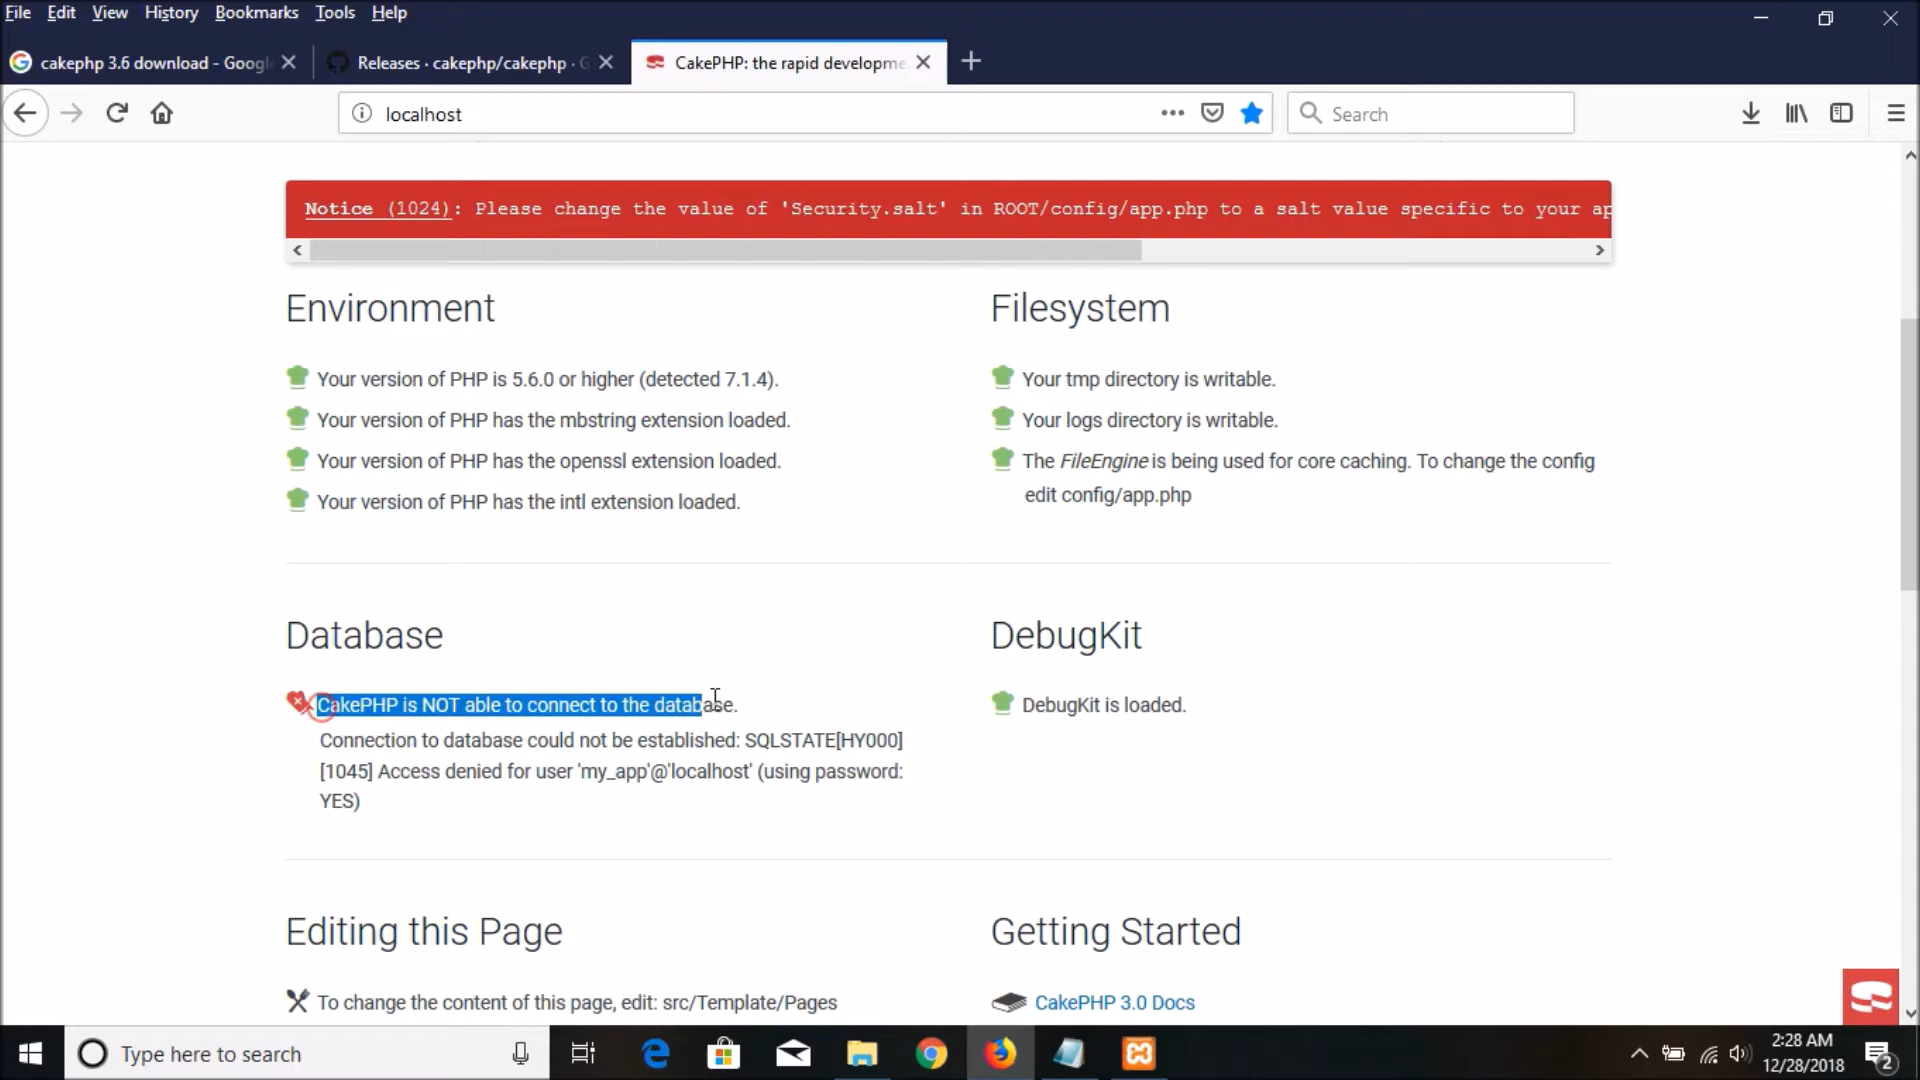 File Edit View History Bookmarks Tools Help
cakephp 3.6 download - Googl
Releases · cakephp/cakephp · G
CakePHP: the rapid developme
localhost
Search
Notice (1024): Please change the value of 'Security.salt' in ROOT/config/app.php to a salt value specific to your ap
Environment
Your version of PHP is 5.6.0 or higher (detected 7.1.4).
Your version of PHP has the mbstring extension loaded.
Your version of PHP has the openssl extension loaded.
Your version of PHP has the intl extension loaded.
Filesystem
Your tmp directory is writable.
Your logs directory is writable.
The FileEngine is being used for core caching. To change the config
edit config/app.php
Database
CakePHP is NOT able to connect to the database.
Connection to database could not be established: SQLSTATE[HY000]
[1045] Access denied for user 'my_app'@'localhost' (using password:
YES)
DebugKit
DebugKit is loaded.
Editing this Page
To change the content of this page, edit: src/Template/Pages
Getting Started
CakePHP 3.0 Docs
Type here to search
2:28 AM
12/28/2018
2